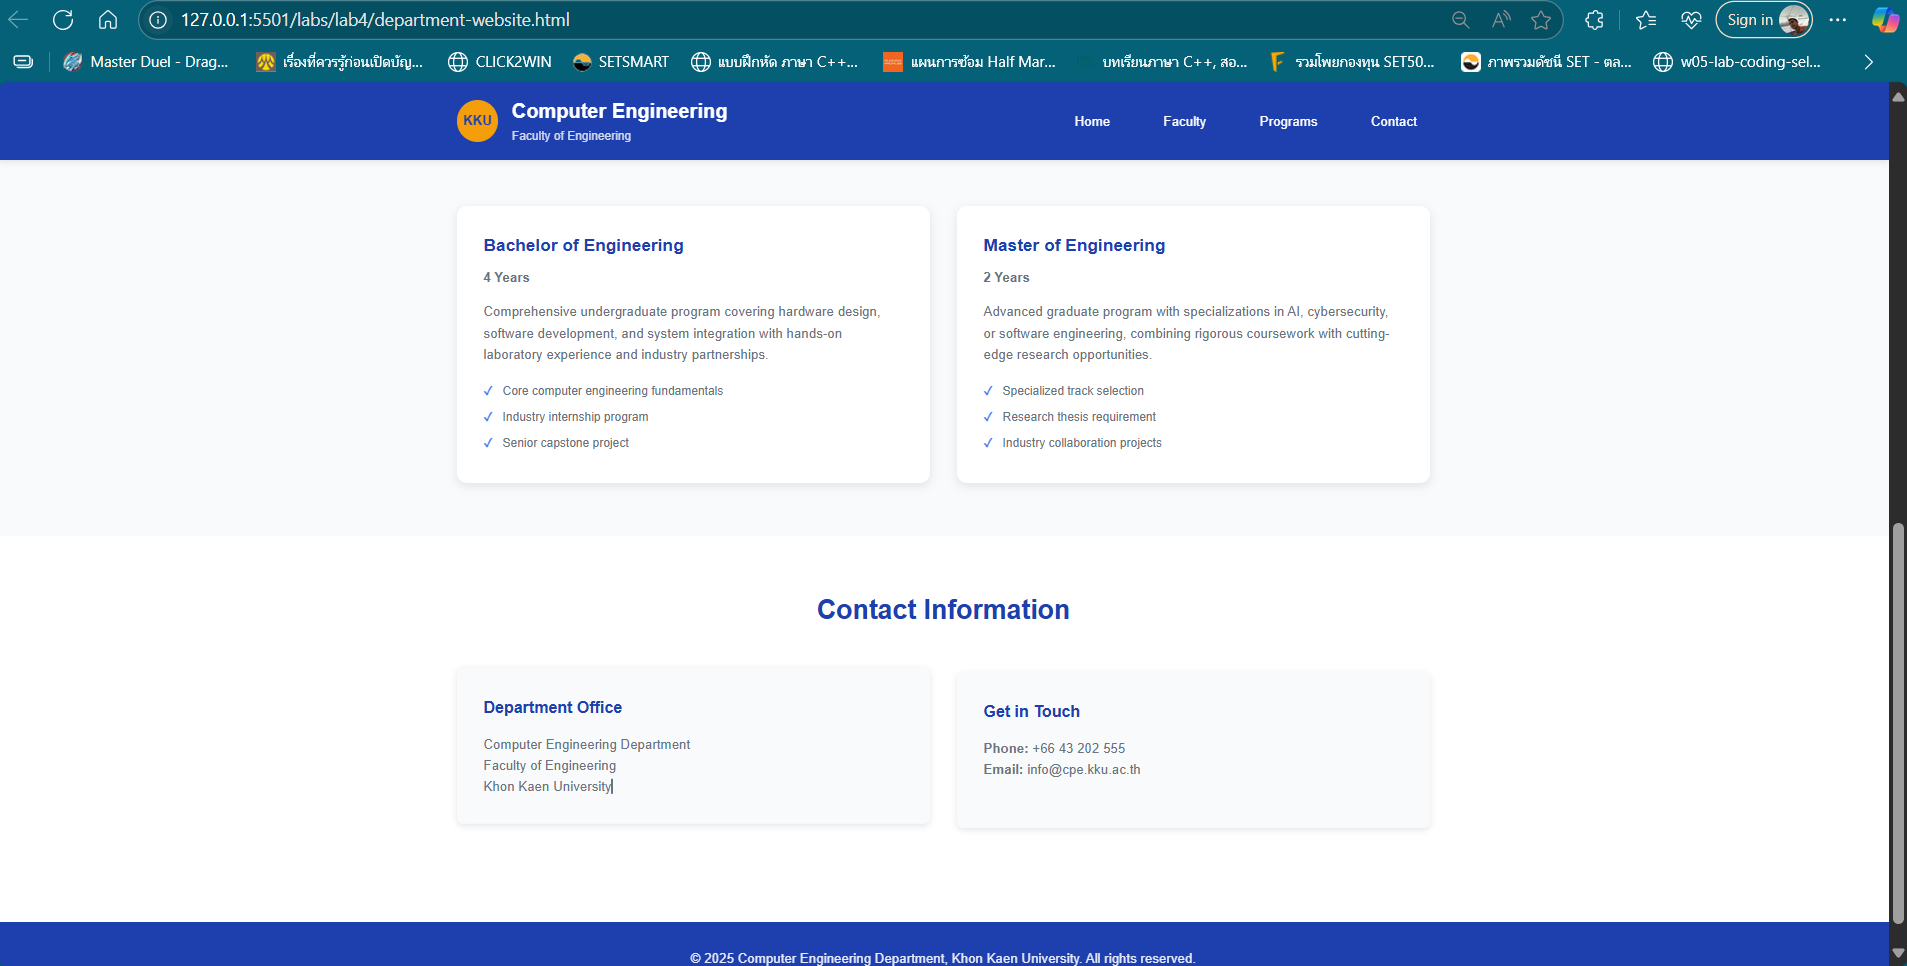 127.0.0.1:5501/labs/lab4/department-website.html
Sign in
Master Duel - Drag...
เรื่องที่ควรรู้ก่อนเปิดบัญ...
CLICK2WIN
SETSMART
แบบฝึกหัด ภาษา C++...
แผนการซ้อม Half Mar...
บทเรียนภาษา C++, สอ...
รวมโพยกองทุน SET50...
ภาพรวมดัชนี SET - ตล...
w05-lab-coding-sel...
KKU
Computer Engineering
Faculty of Engineering
Home
Faculty
Programs
Contact
Bachelor of Engineering
4 Years
Comprehensive undergraduate program covering hardware design,
software development, and system integration with hands-on
laboratory experience and industry partnerships.
✓ Core computer engineering fundamentals
✓ Industry internship program
✓ Senior capstone project
Master of Engineering
2 Years
Advanced graduate program with specializations in AI, cybersecurity,
or software engineering, combining rigorous coursework with cutting-
edge research opportunities.
✓ Specialized track selection
✓ Research thesis requirement
✓ Industry collaboration projects
Contact Information
Department Office
Computer Engineering Department
Faculty of Engineering
Khon Kaen University
Get in Touch
Phone: +66 43 202 555
Email: info@cpe.kku.ac.th
© 2025 Computer Engineering Department, Khon Kaen University. All rights reserved.